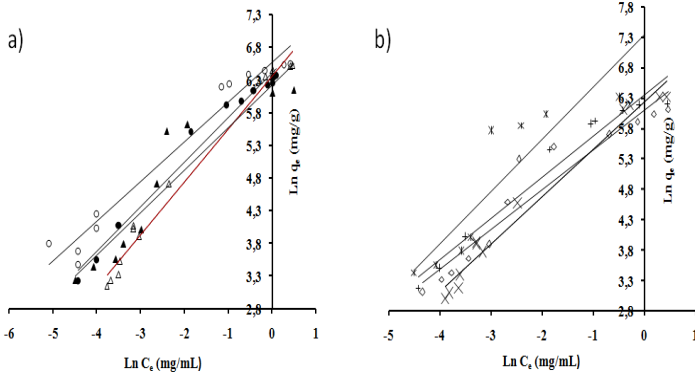 a)
7,3
6,8
6,3
5,8
5,3
4,8
4,3
3,8
3,3
2,8
Ln qe (mg/g)
-6 -5 -4 -3 -2 -1 0 1
Ln Ce (mg/mL)
b)
7,8
7,3
6,8
6,3
5,8
5,3
4,8
4,3
3,8
3,3
2,8
Ln qe (mg/g)
-5 -4 -3 -2 -1 0 1
Ln Ce (mg/mL)